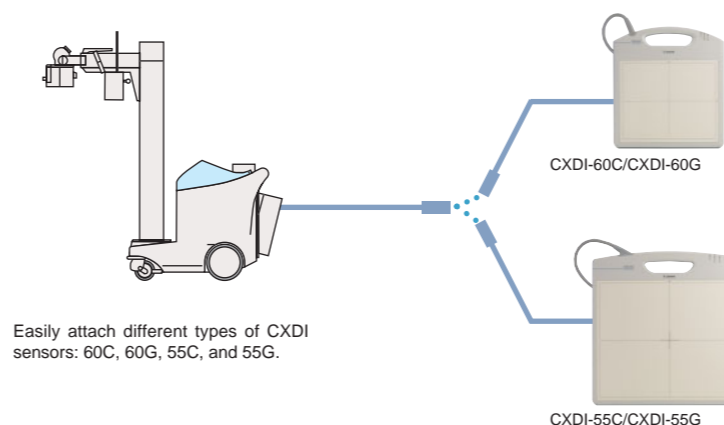 CXDI-60C/CXDI-60G
Easily attach different types of CXDI
sensors: 60C, 60G, 55C, and 55G.
CXDI-55C/CXDI-55G